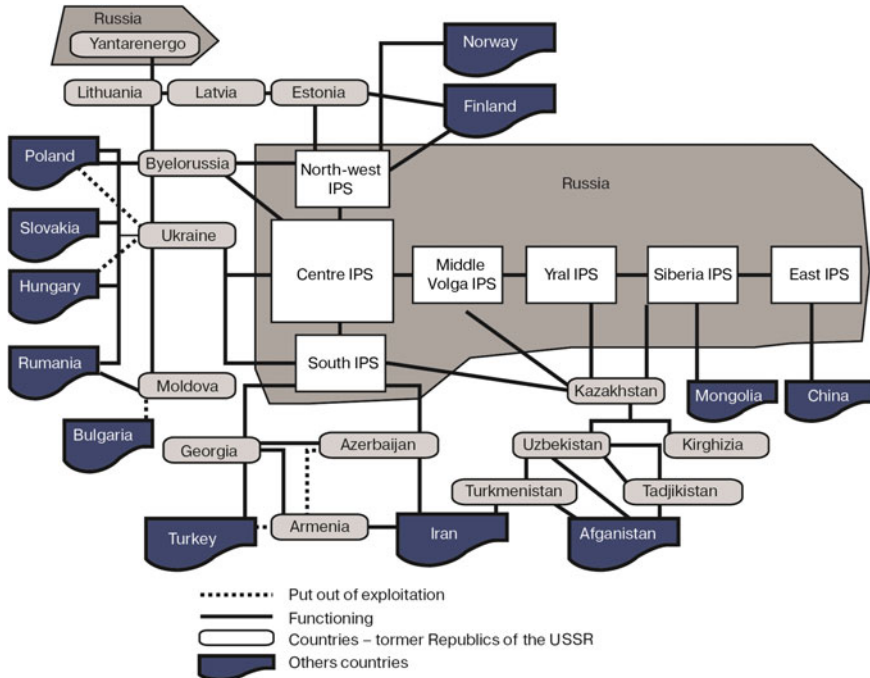 Russia
Yantarenergo
Norway
Lithuania
Latvia
Estonia
Finland
Poland
Byelorussia
North-west
IPS
Russia
Slovakia
Ukraine
Hungary
Centre IPS
Middle
Volga IPS
Yral IPS
Siberia IPS
East IPS
Rumania
Moldova
South IPS
Kazakhstan
Mongolia
China
Bulgaria
Georgia
Azerbaijan
Uzbekistan
Kirghizia
Turkmenistan
Tadjikistan
Turkey
Armenia
Iran
Afganistan
Put out of exploitation
Functioning
Countries – tormer Republics of the USSR
Others countries